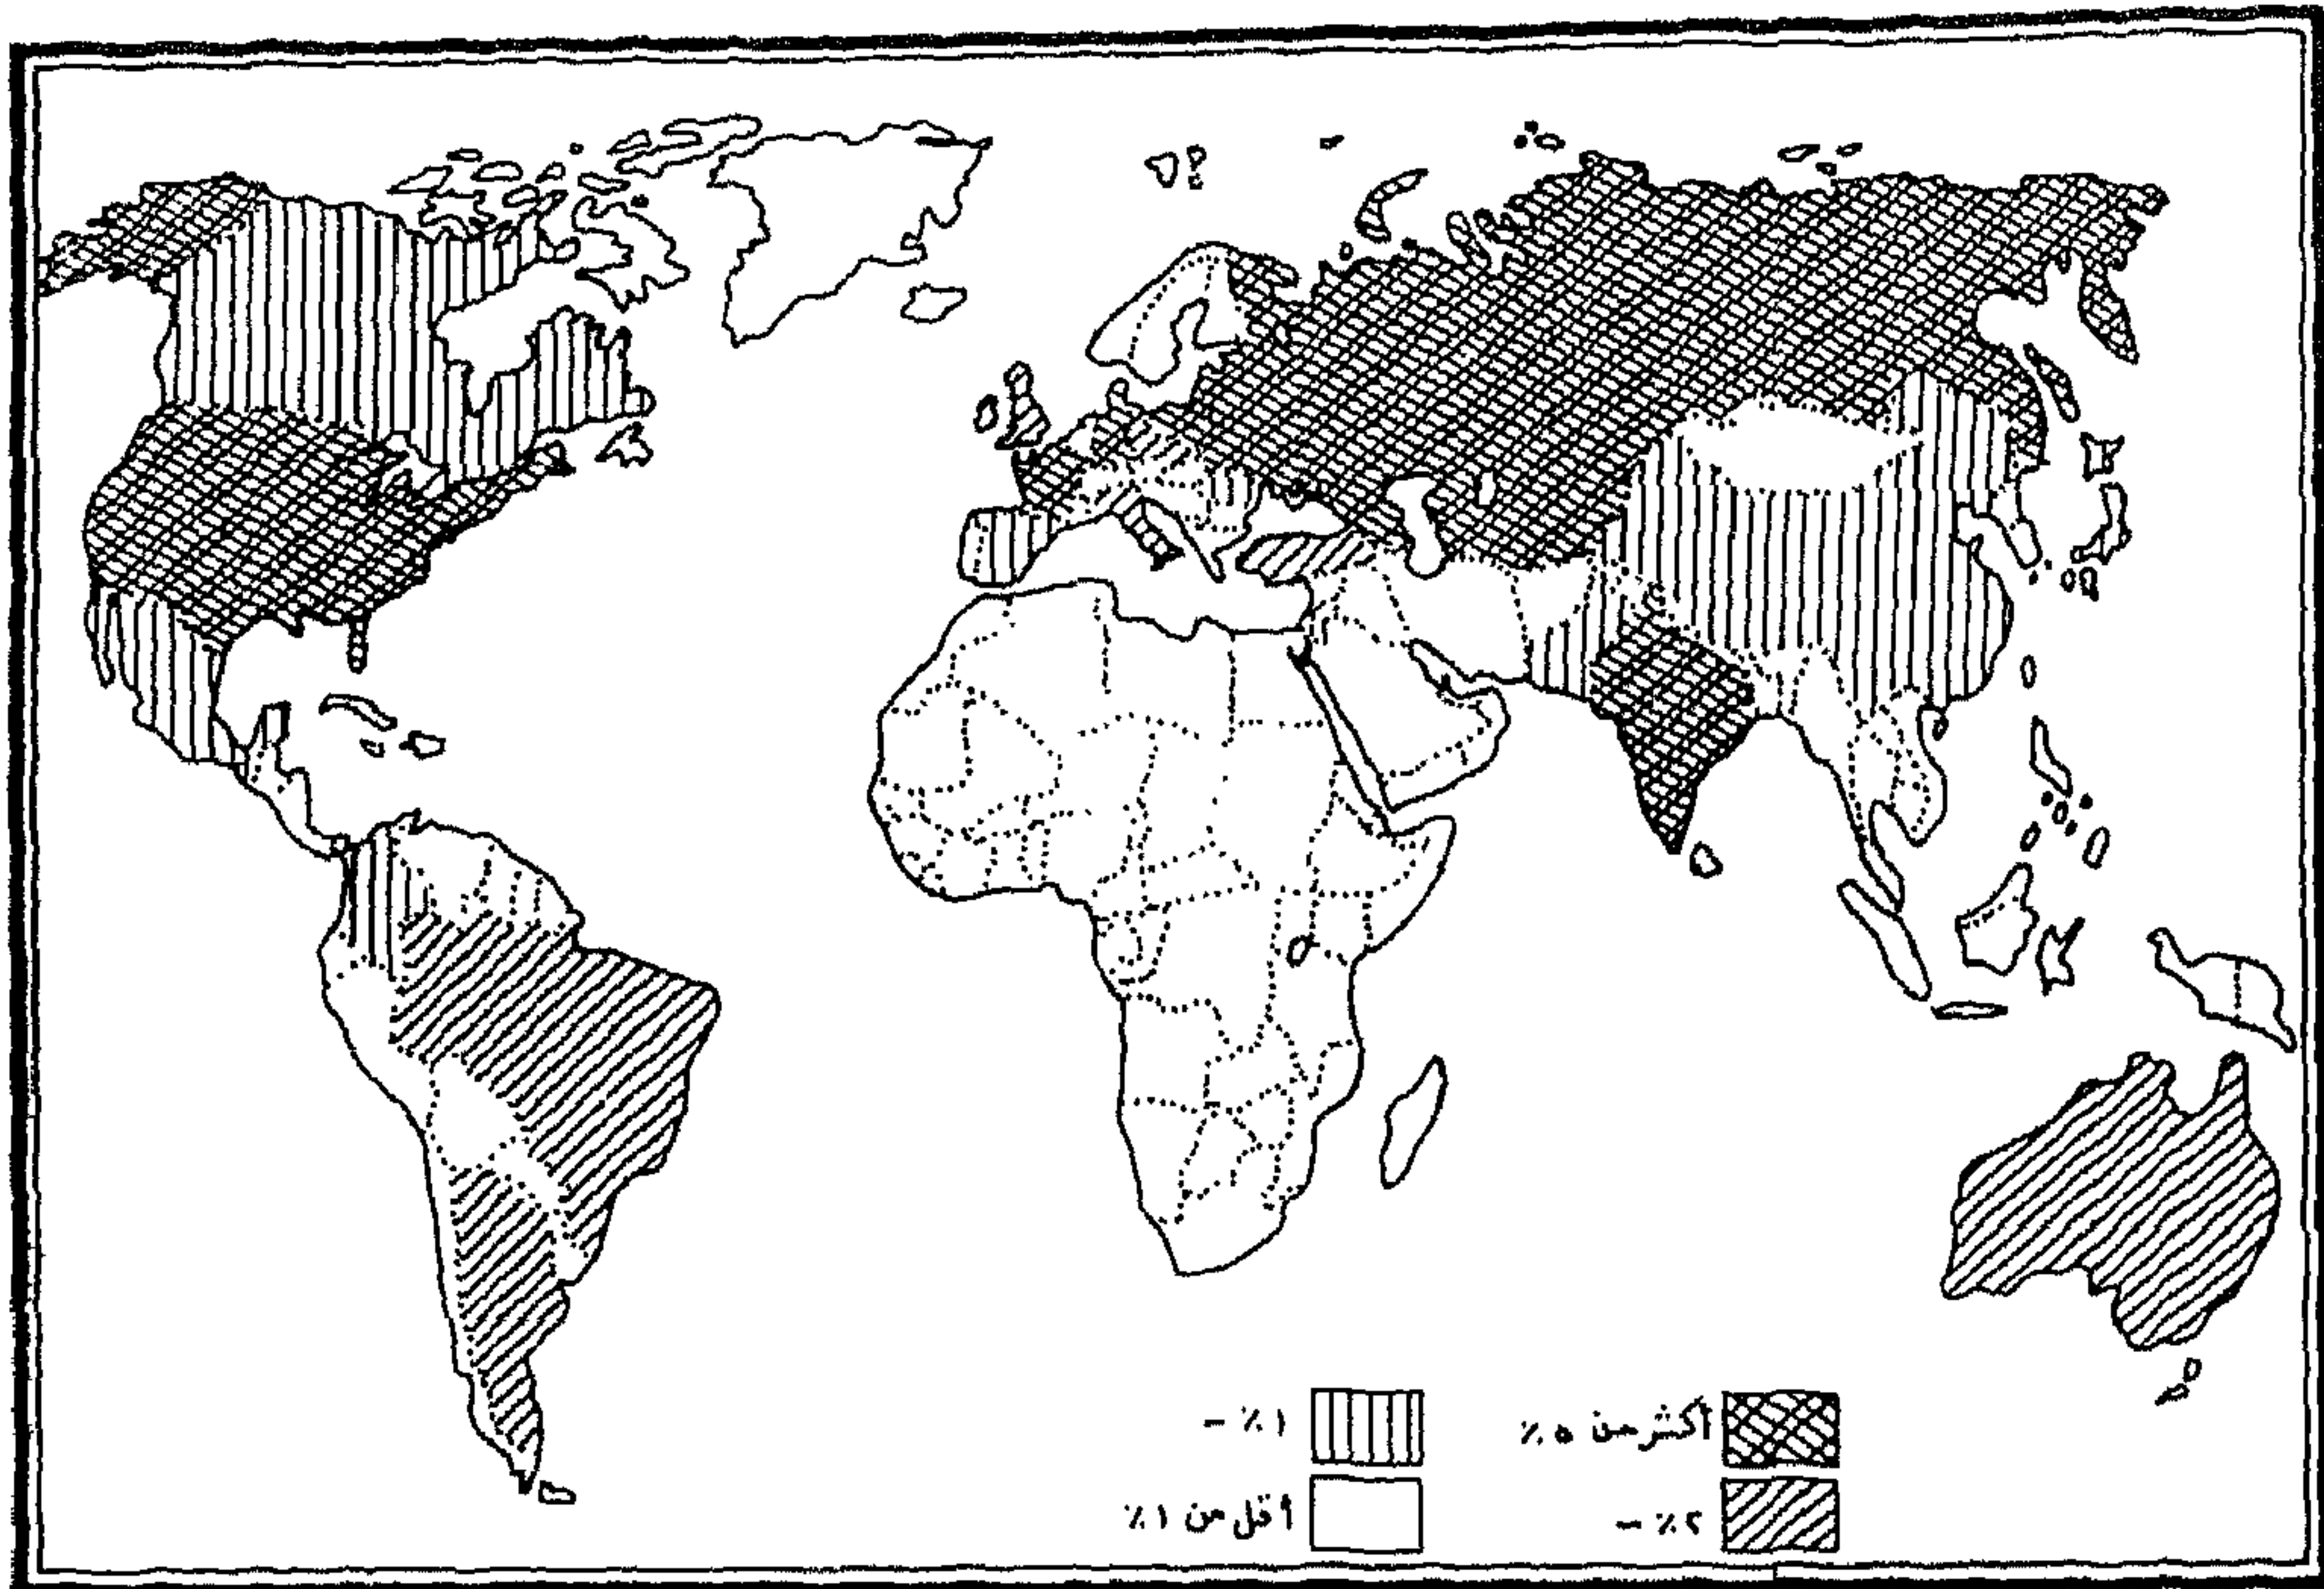 أكثر من ٥ ٪
٢ ٪ -
١ ٪ -
أقل من ١ ٪